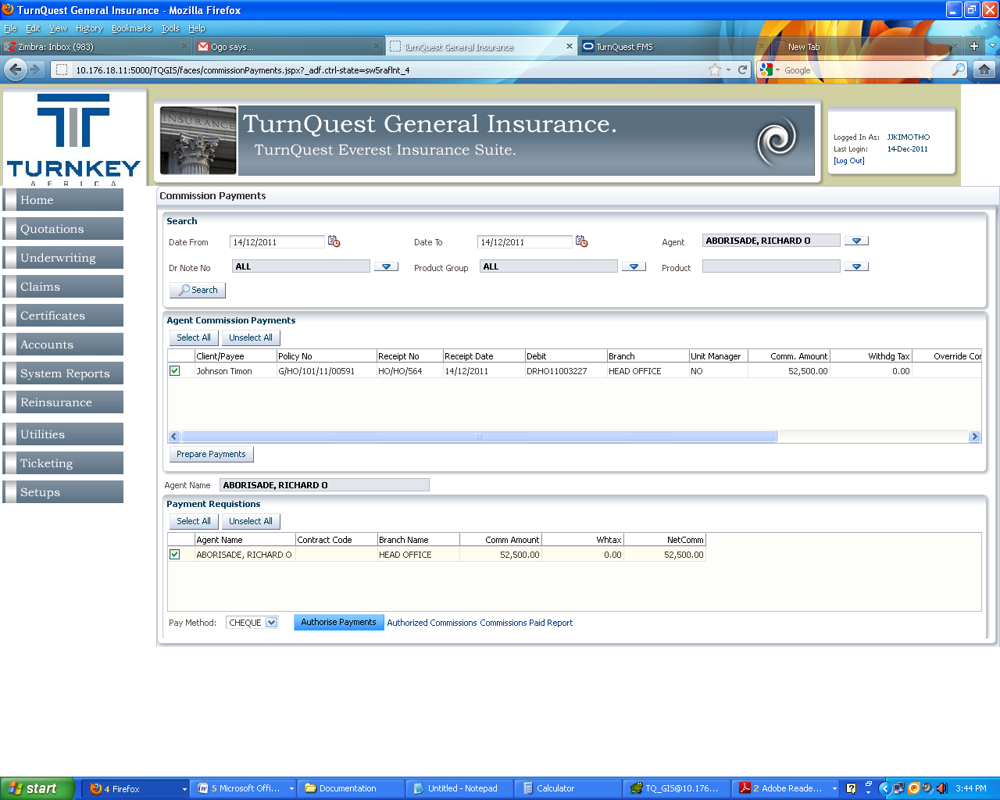 TurnQuest General Insurance - Mozilla Firefox
File Edit View History Bookmarks Tools Help
Zimbra: Inbox (983) Ogo says... TurnQuest General Insurance TurnQuest FMS New Tab
10.176.18.11:5000/TQGIS/faces/commissionPayments.jspx?_adf.ctrl-state=sw5raflnt_4 Google
TURNKEY
AFRICA
INSURANCE
TurnQuest General Insurance.
TurnQuest Everest Insurance Suite.
Logged In As: JJKIMOTHO
Last Login: 14-Dec-2011
[Log Out]
Home
Quotations
Underwriting
Claims
Certificates
Accounts
System Reports
Reinsurance
Utilities
Ticketing
Setups
Commission Payments
Search
Date From 14/12/2011 Date To 14/12/2011 Agent ABORISADE, RICHARD O
Dr Note No ALL Product Group ALL Product
Search
Agent Commission Payments
Select All Unselect All
Client/Payee Policy No Receipt No Receipt Date Debit Branch Unit Manager Comm. Amount Withdg Tax Override Cor
Johnson Timon G/HO/101/11/00591 HO/HO/564 14/12/2011 DRHO11003227 HEAD OFFICE NO 52,500.00 0.00
Prepare Payments
Agent Name ABORISADE, RICHARD O
Payment Requistions
Select All Unselect All
Agent Name Contract Code Branch Name Comm Amount Whtax NetComm
ABORISADE, RICHARD O HEAD OFFICE 52,500.00 0.00 52,500.00
Pay Method: CHEQUE Authorise Payments Authorized Commissions Commissions Paid Report
start 4 Firefox 5 Microsoft Offi... Documentation Untitled - Notepad Calculator TQ_GIS@10.176... 2 Adobe Reade... 3:44 PM